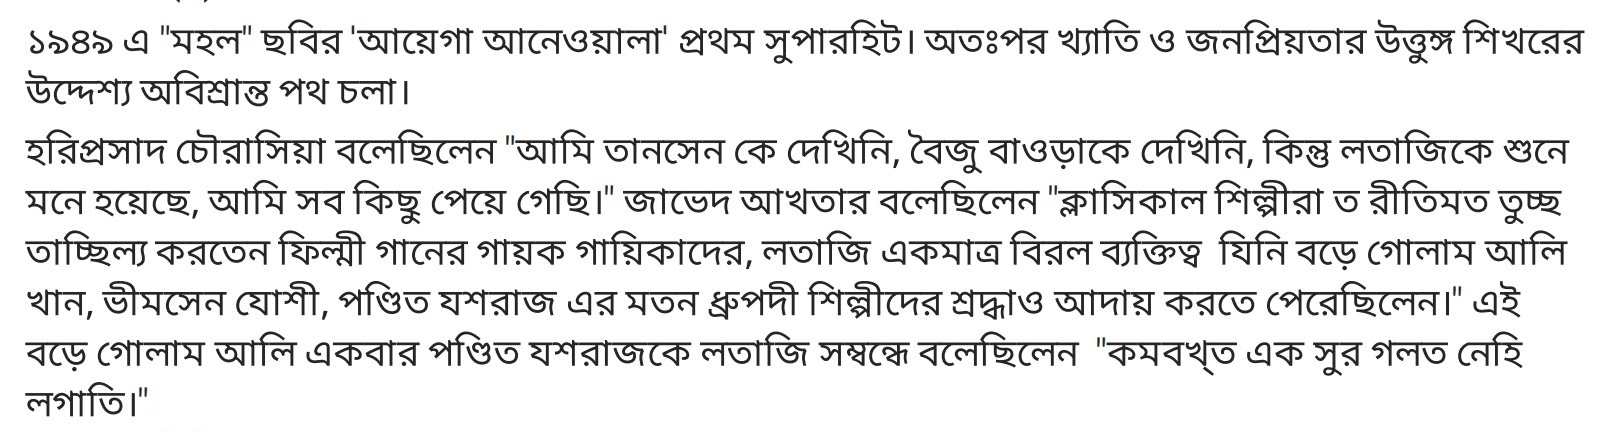 ১৯৪৯ এ "মহল" ছবির 'আয়েগা আনেওয়ালা' প্রথম সুপারহিট। অতঃপর খ্যাতি ও জনপ্রিয়তার উত্তুঙ্গ শিখরের
উদ্দেশ্য অবিশ্রান্ত পথ চলা।
হরিপ্রসাদ চৌরাসিয়া বলেছিলেন "আমি তানসেন কে দেখিনি, বৈজু বাওড়াকে দেখিনি, কিন্তু লতাজিকে শুনে
মনে হয়েছে, আমি সব কিছু পেয়ে গেছি।" জাভেদ আখতার বলেছিলেন "ক্লাসিকাল শিল্পীরা ত রীতিমত তুচ্ছ
তাচ্ছিল্য করতেন ফিল্মী গানের গায়ক গায়িকাদের, লতাজি একমাত্র বিরল ব্যক্তিত্ব  যিনি বড়ে গোলাম আলি
খান, ভীমসেন যোশী, পণ্ডিত যশরাজ এর মতন ধ্রুপদী শিল্পীদের শ্রদ্ধাও আদায় করতে পেরেছিলেন।" এই
বড়ে গোলাম আলি একবার পণ্ডিত যশরাজকে লতাজি সম্বন্ধে বলেছিলেন  "কমবখ্ত এক সুর গলত নেহি
লগাতি।"